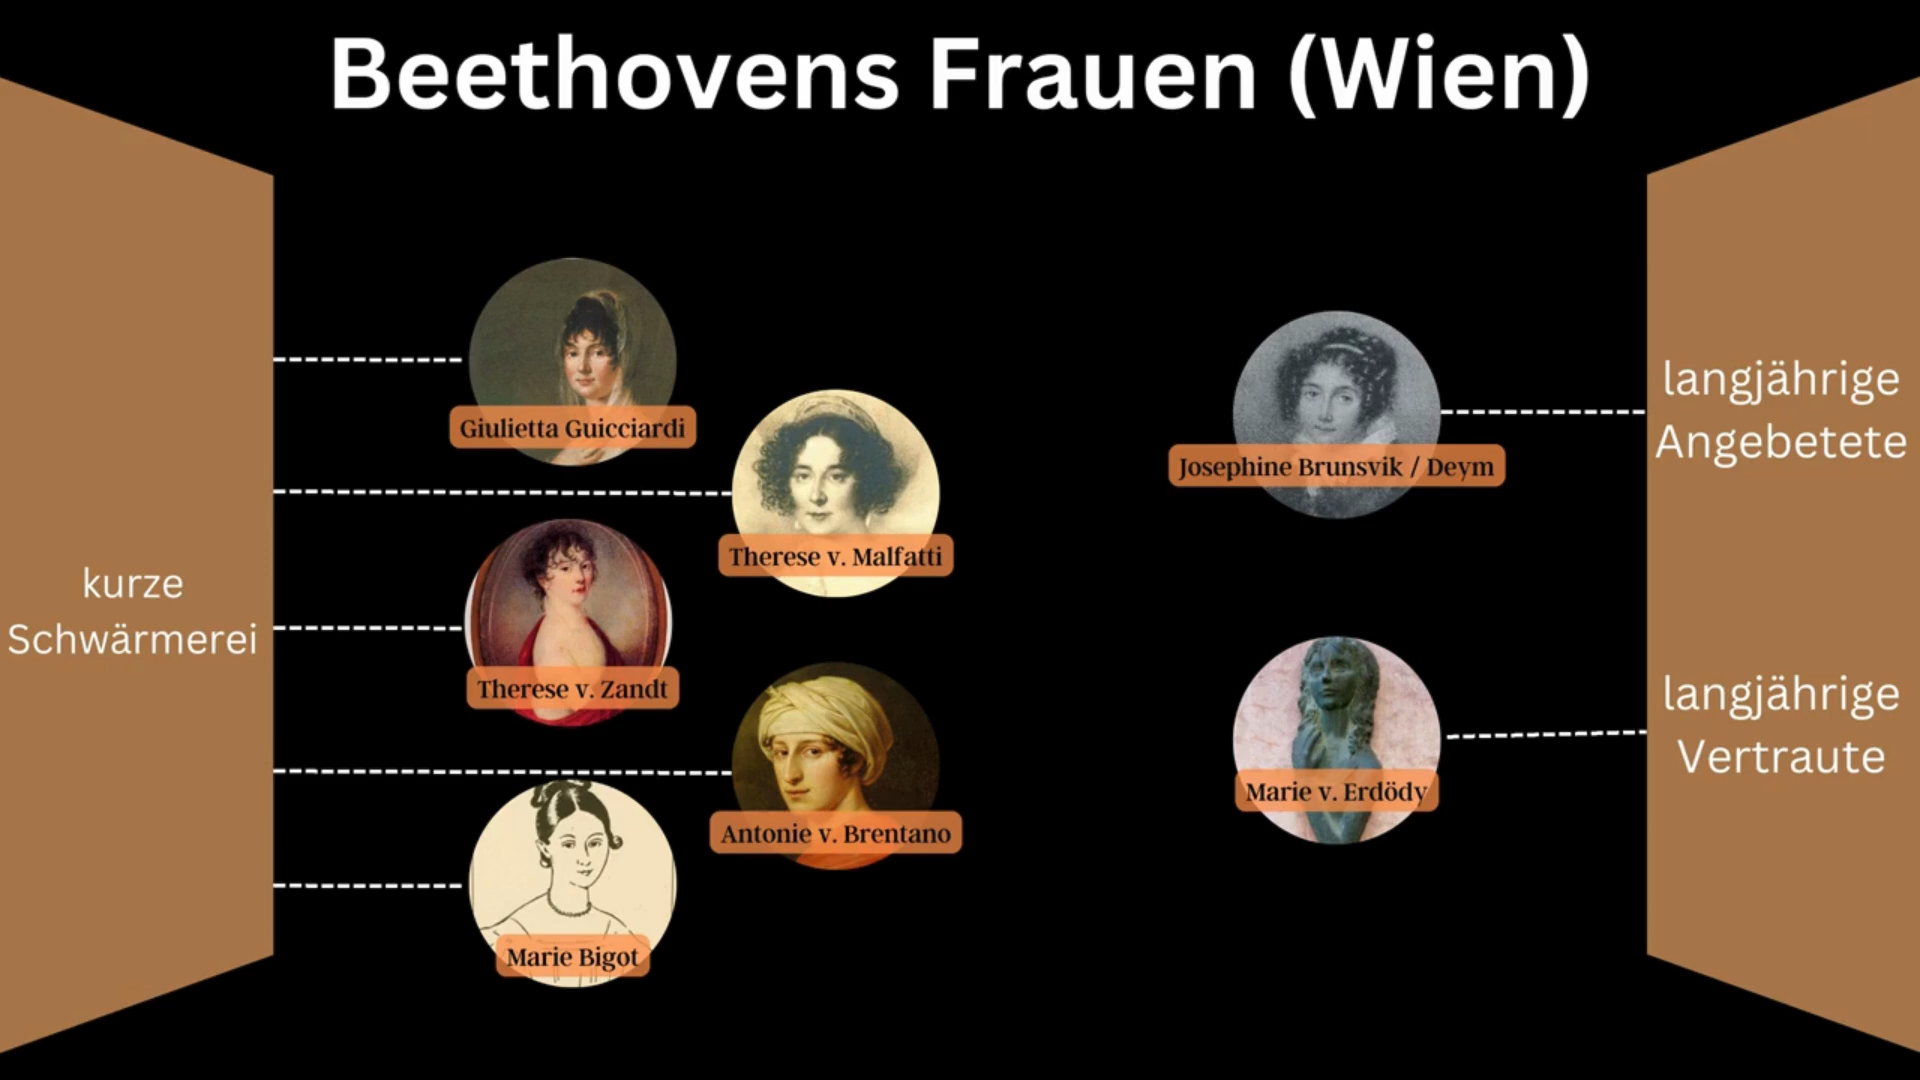 Beethovens Frauen (Wien)
kurze
Schwärmerei
Giulietta Guicciardi
Therese v. Malfatti
Therese v. Zandt
Antonie v. Brentano
Marie Bigot
Josephine Brunsvik / Deym
langjährige
Angebetete
Marie v. Erdödy
langjährige
Vertraute